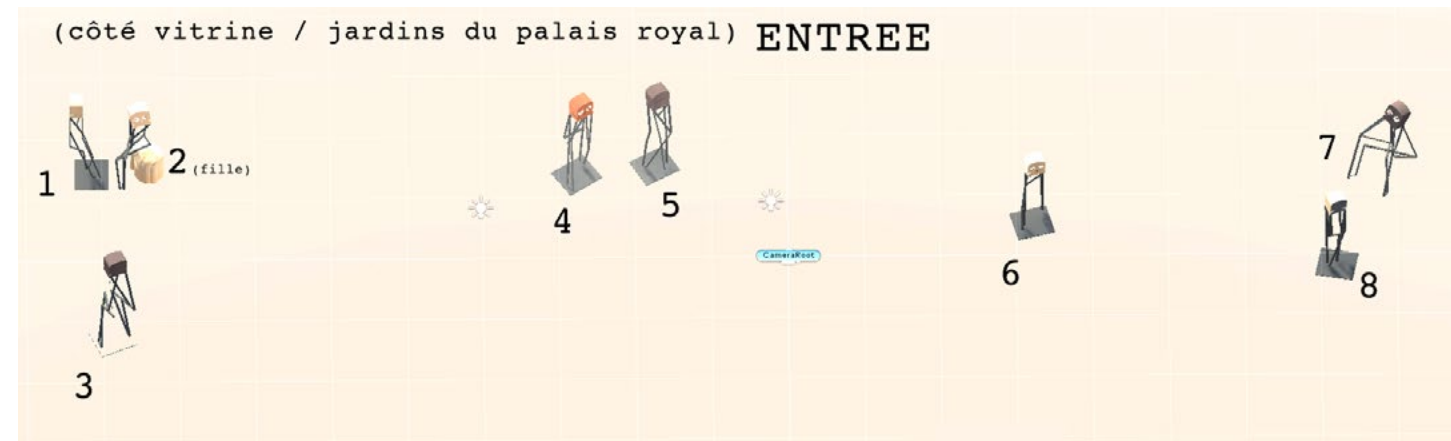 (côté vitrine / jardins du palais royal) ENTREE
1
2 (fille)
3
4
5
CameraRoot
6
7
8